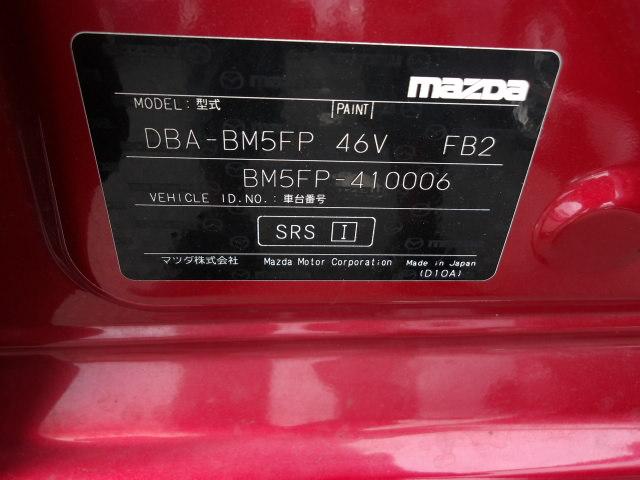 mazda
MODEL:型式 PAINT
DBA-BM5FP 46V FB2
BM5FP-410006
VEHICLE ID.NO.:車台番号
SRS I
マツダ株式会社 Mazda Motor Corporation Made in Japan
(D10A)